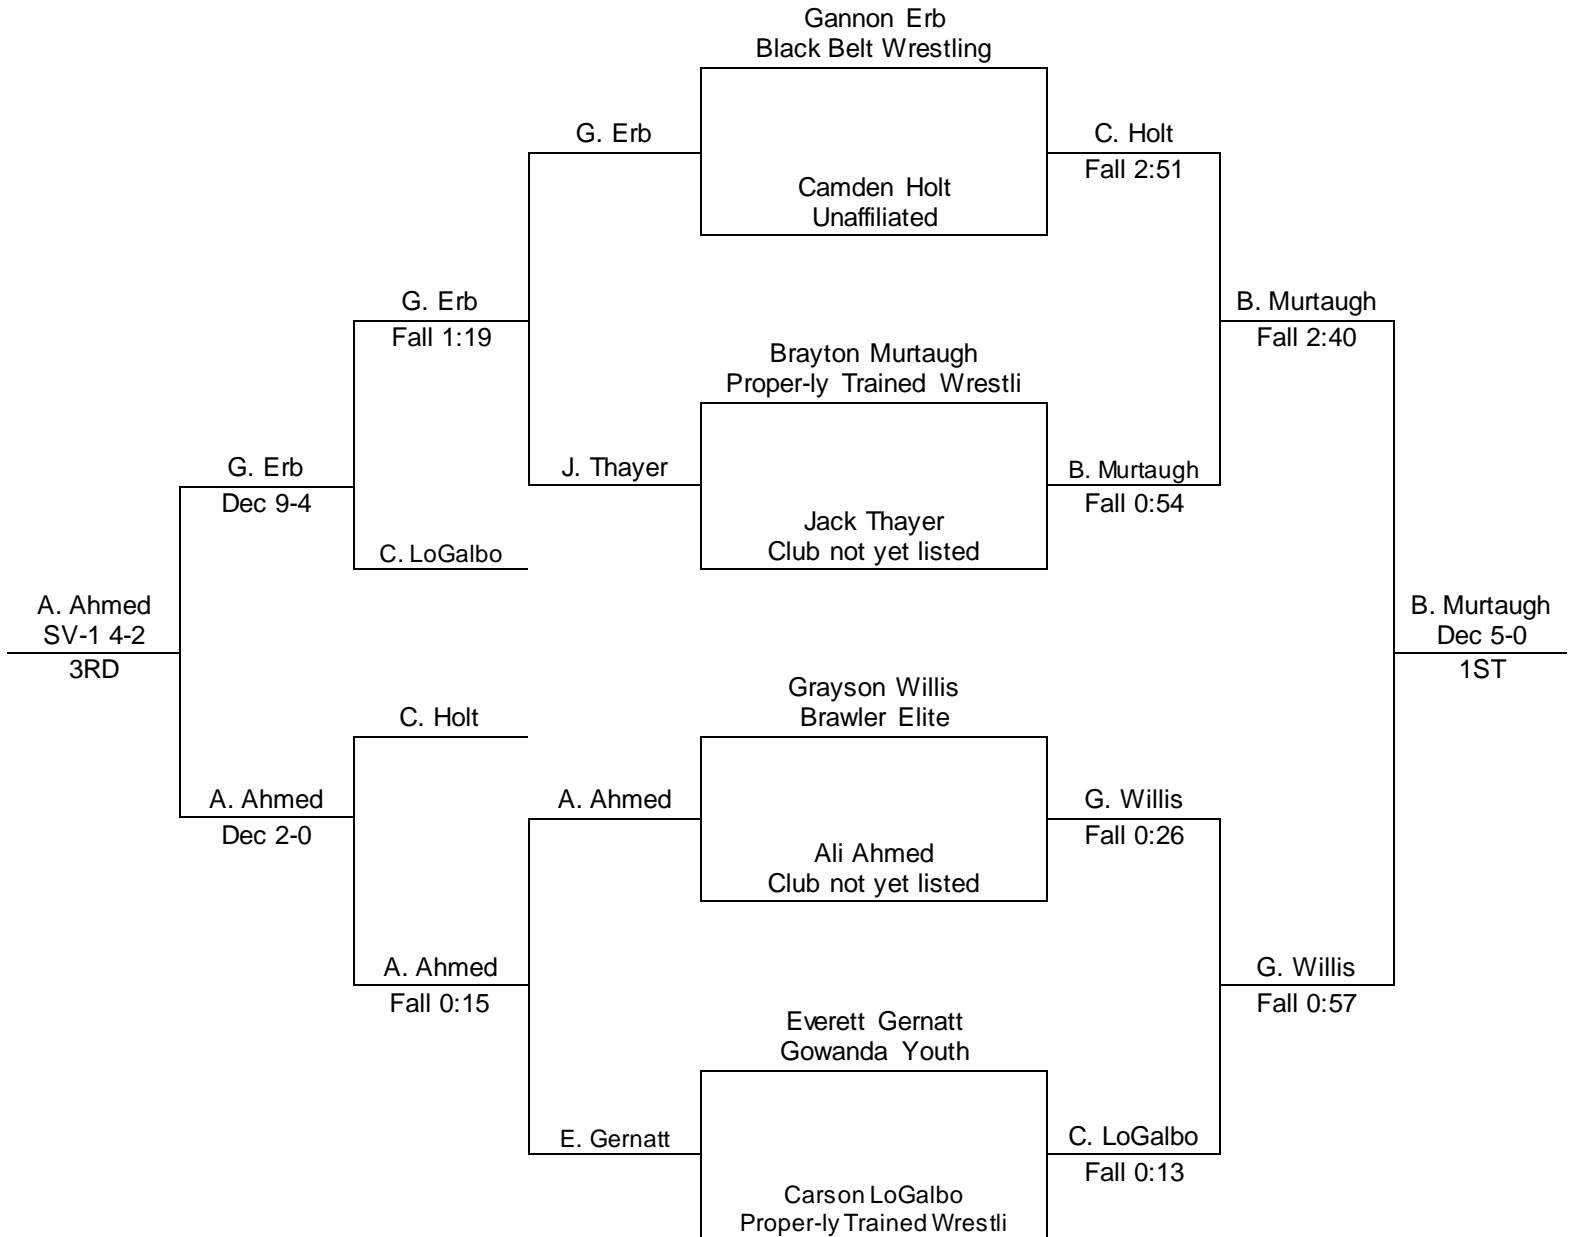 Gannon Erb
Black Belt Wrestling
G. Erb
C. Holt
Fall 2:51
Camden Holt
Unaffiliated
G. Erb
Fall 1:19
B. Murtaugh
Fall 2:40
Brayton Murtaugh
Proper-ly Trained Wrestli
G. Erb
Dec 9-4
J. Thayer
B. Murtaugh
Fall 0:54
Jack Thayer
Club not yet listed
C. LoGalbo
A. Ahmed
SV-1 4-2
3RD
B. Murtaugh
Dec 5-0
1ST
Grayson Willis
Brawler Elite
C. Holt
A. Ahmed
Dec 2-0
A. Ahmed
G. Willis
Fall 0:26
Ali Ahmed
Club not yet listed
A. Ahmed
Fall 0:15
G. Willis
Fall 0:57
Everett Gernatt
Gowanda Youth
E. Gernatt
C. LoGalbo
Fall 0:13
Carson LoGalbo
Proper-ly Trained Wrestli